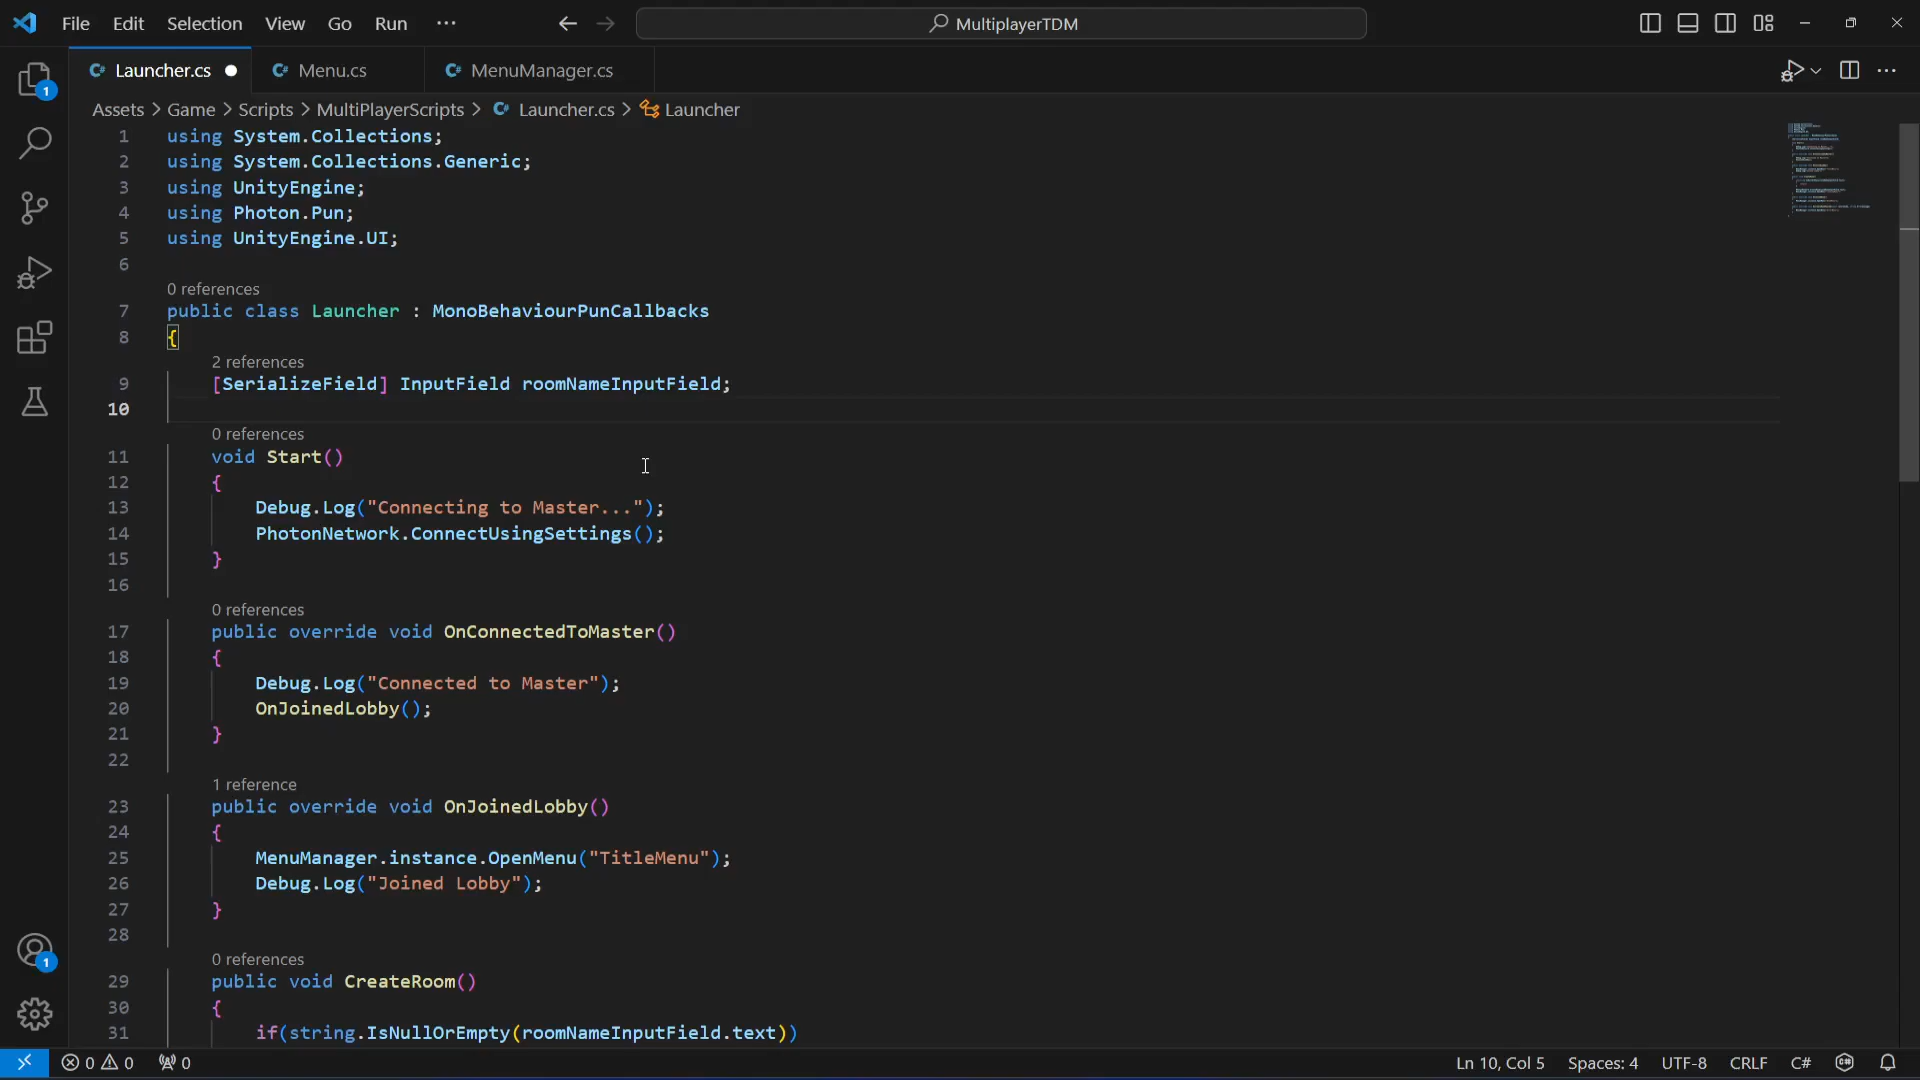 File Edit Selection View Go Run ··· MultiplayerTDM
Launcher.cs Menu.cs MenuManager.cs
Assets > Game > Scripts > MultiPlayerScripts > Launcher.cs > Launcher
1 using System.Collections;
2 using System.Collections.Generic;
3 using UnityEngine;
4 using Photon.Pun;
5 using UnityEngine.UI;
6
0 references
7 public class Launcher : MonoBehaviourPunCallbacks
8 {
2 references
9 [SerializeField] InputField roomNameInputField;
10
0 references
11 void Start()
12 {
13 Debug.Log("Connecting to Master...");
14 PhotonNetwork.ConnectUsingSettings();
15 }
16
0 references
17 public override void OnConnectedToMaster()
18 {
19 Debug.Log("Connected to Master");
20 OnJoinedLobby();
21 }
22
1 reference
23 public override void OnJoinedLobby()
24 {
25 MenuManager.instance.OpenMenu("TitleMenu");
26 Debug.Log("Joined Lobby");
27 }
28
0 references
29 public void CreateRoom()
30 {
31 if(string.IsNullOrEmpty(roomNameInputField.text))
1
1
0 0 0 Ln 10, Col 5 Spaces: 4 UTF-8 CRLF C#